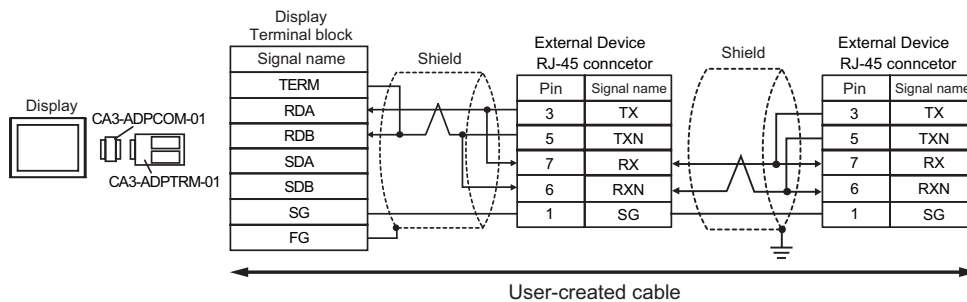 Display
CA3-ADPCOM-01
CA3-ADPTRM-01
Display
Terminal block
Signal name
TERM
RDA
RDB
SDA
SDB
SG
FG
Shield
External Device
RJ-45 conncetor
Pin Signal name
3 TX
5 TXN
7 RX
6 RXN
1 SG
Shield
External Device
RJ-45 conncetor
Pin Signal name
3 TX
5 TXN
7 RX
6 RXN
1 SG
User-created cable